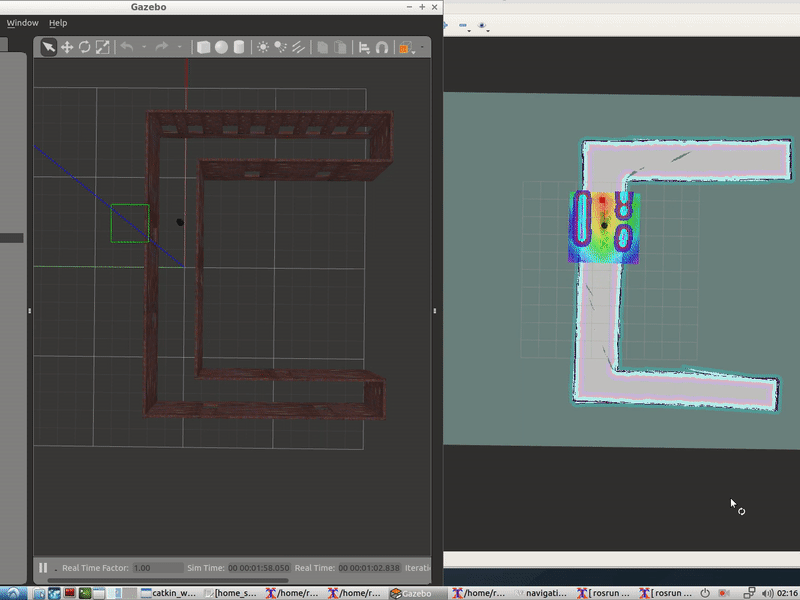 Gazebo
Window Help
Real Time Factor: 1.00 Sim Time: 00 00:01:58.050 Real Time: 00 00:01:02.838 Iterati
catkin_w... [home_s... /home/r... /home/r... Gazebo /home/r... navigati... [ rosrun ... [ rosrun ... 02:16